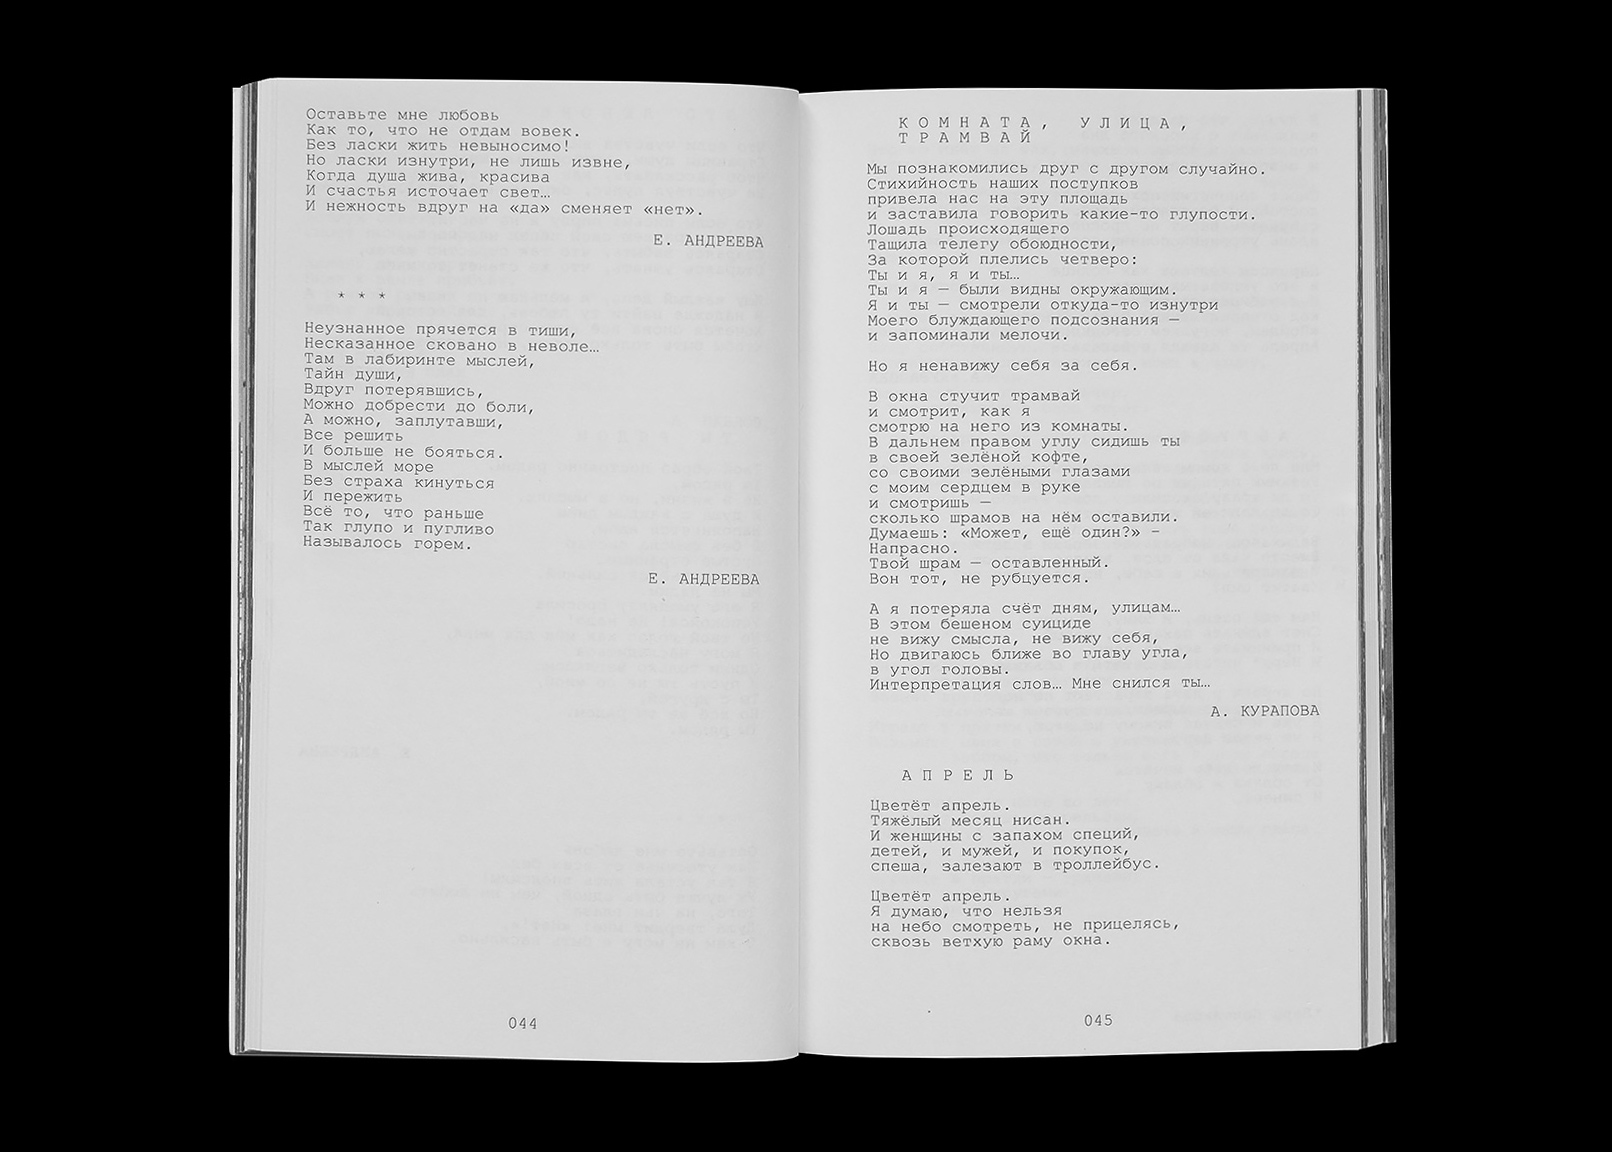 Оставьте мне любовь
Как то, что не отдам вовек.
Без ласки жить невыносимо!
Но ласки изнутри, не лишь извне,
Когда душа жива, красива
И счастья источает свет…
И нежность вдруг на «да» сменяет «нет».
Е. АНДРЕЕВА
* * *
Неузнанное прячется в тиши,
Несказанное сковано в неволе…
Там в лабиринте мыслей,
Тайн души,
Вдруг потерявшись,
Можно добрести до боли,
А можно, заплутавши,
Все решить
И больше не бояться.
В мыслей море
Без страха кинуться
И пережить
Всё то, что раньше
Так глупо и пугливо
Называлось горем.
Е. АНДРЕЕВА
044
КОМНАТА, УЛИЦА,
ТРАМВАЙ
Мы познакомились друг с другом случайно.
Стихийность наших поступков
привела нас на эту площадь
и заставила говорить какие-то глупости.
Лошадь происходящего
Тащила телегу обоюдности,
За которой плелись четверо:
Ты и я, я и ты…
Ты и я — были видны окружающим.
Я и ты — смотрели откуда-то изнутри
Моего блуждающего подсознания —
и запоминали мелочи.
Но я ненавижу себя за себя.
В окна стучит трамвай
и смотрит, как я
смотрю на него из комнаты.
В дальнем правом углу сидишь ты
в своей зелёной кофте,
со своими зелёными глазами
с моим сердцем в руке
и смотришь —
сколько шрамов на нём оставили.
Думаешь: «Может, ещё один?» –
Напрасно.
Твой шрам — оставленный.
Вон тот, не рубцуется.
А я потеряла счёт дням, улицам…
В этом бешеном суициде
не вижу смысла, не вижу себя,
Но двигаюсь ближе во главу угла,
в угол головы.
Интерпретация слов… Мне снился ты…
А. КУРАПОВА
АПРЕЛЬ
Цветёт апрель.
Тяжёлый месяц нисан.
И женщины с запахом специй,
детей, и мужей, и покупок,
спеша, залезают в троллейбус.
Цветёт апрель.
Я думаю, что нельзя
на небо смотреть, не прицелясь,
сквозь ветхую раму окна.
045